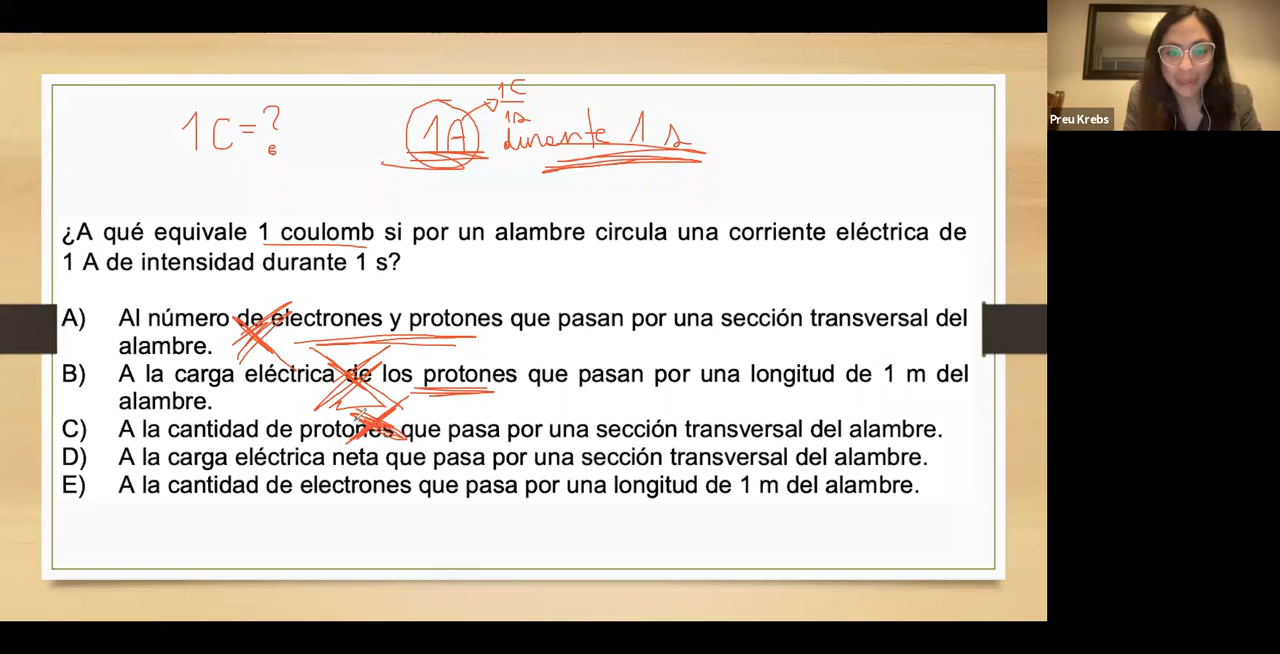 1C
1s
1C=?
1A durante 1 s
Preu Krebs
¿A qué equivale 1 coulomb si por un alambre circula una corriente eléctrica de
1 A de intensidad durante 1 s?
A) Al número de electrones y protones que pasan por una sección transversal del
alambre.
B) A la carga eléctrica de los protones que pasan por una longitud de 1 m del
alambre.
C) A la cantidad de protones que pasa por una sección transversal del alambre.
D) A la carga eléctrica neta que pasa por una sección transversal del alambre.
E) A la cantidad de electrones que pasa por una longitud de 1 m del alambre.